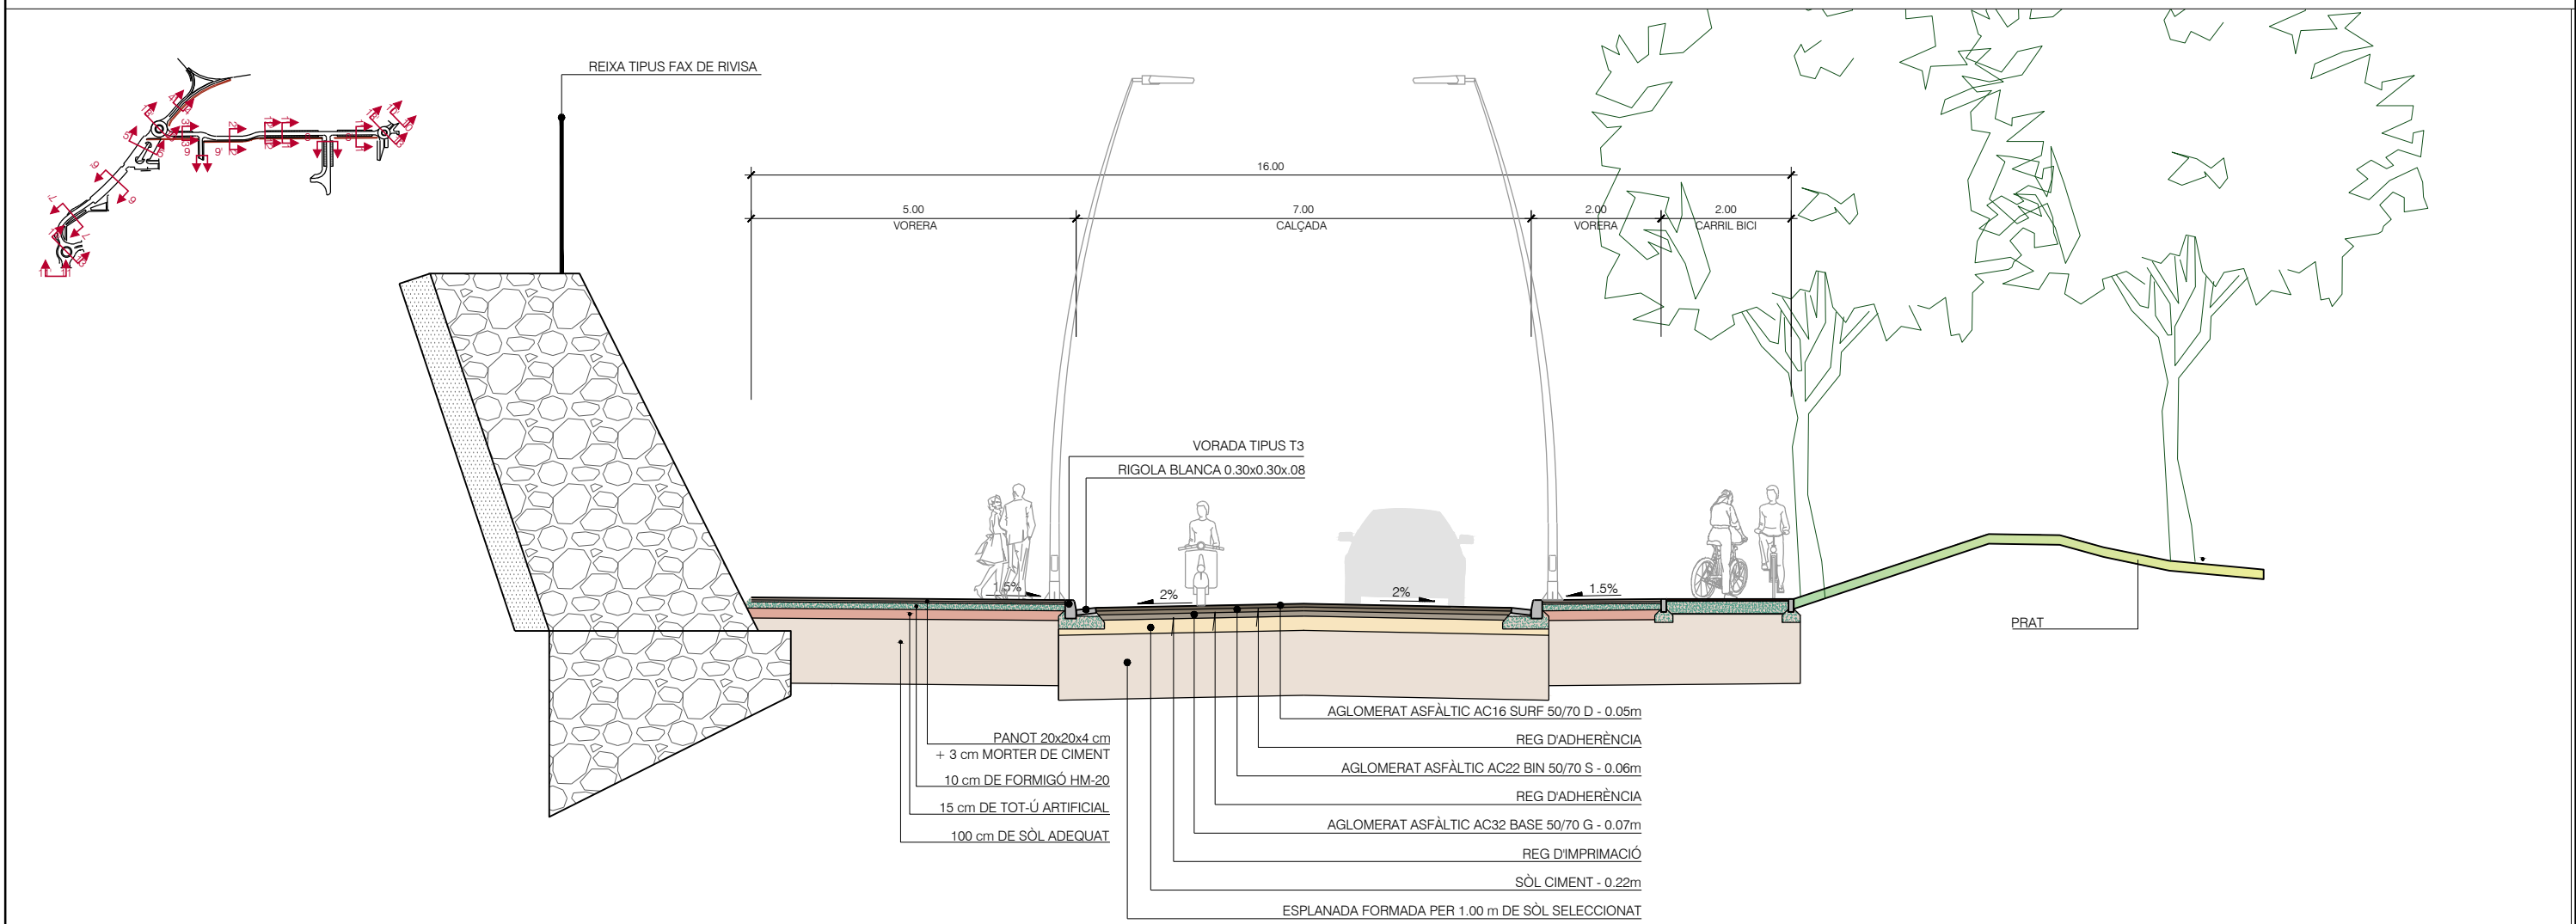 REIXA TIPUS FAX DE RIVISA
16.00
5.00
7.00
2.00
2.00
VORERA
CALÇADA
VORERA
CARRIL BICI
VORADA TIPUS T3
RIGOLA BLANCA 0.30x0.30x.08
1.5%
2%
2%
1.5%
PRAT
PANOT 20x20x4 cm
+ 3 cm MORTER DE CIMENT
10 cm DE FORMIGÓ HM-20
15 cm DE TOT-Ú ARTIFICIAL
100 cm DE SÒL ADEQUAT
AGLOMERAT ASFÀLTIC AC16 SURF 50/70 D - 0.05m
REG D'ADHERÈNCIA
AGLOMERAT ASFÀLTIC AC22 BIN 50/70 S - 0.06m
REG D'ADHERÈNCIA
AGLOMERAT ASFÀLTIC AC32 BASE 50/70 G - 0.07m
REG D'IMPRIMACIÓ
SÒL CIMENT - 0.22m
ESPLANADA FORMADA PER 1.00 m DE SÒL SELECCIONAT